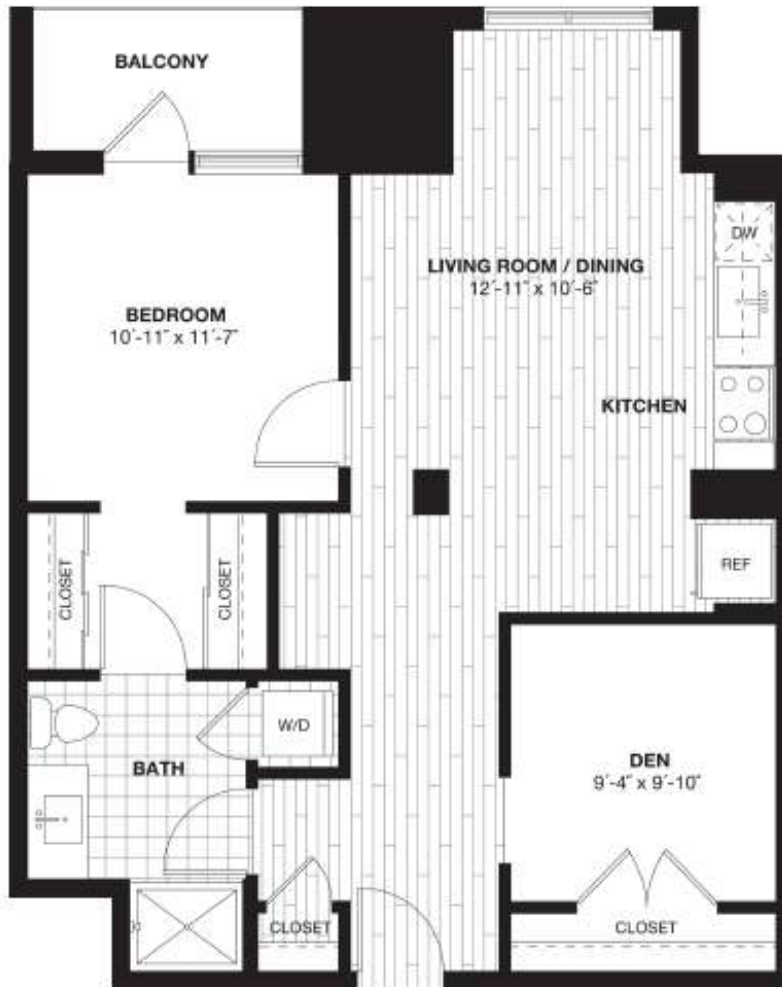 BALCONY
LIVING ROOM / DINING
12´-11˝ x 10´-6˝
DW
BEDROOM
10´-11˝ x 11´-7˝
KITCHEN
CLOSET
CLOSET
REF
W/D
BATH
DEN
9´-4˝ x 9´-10˝
CLOSET
CLOSET